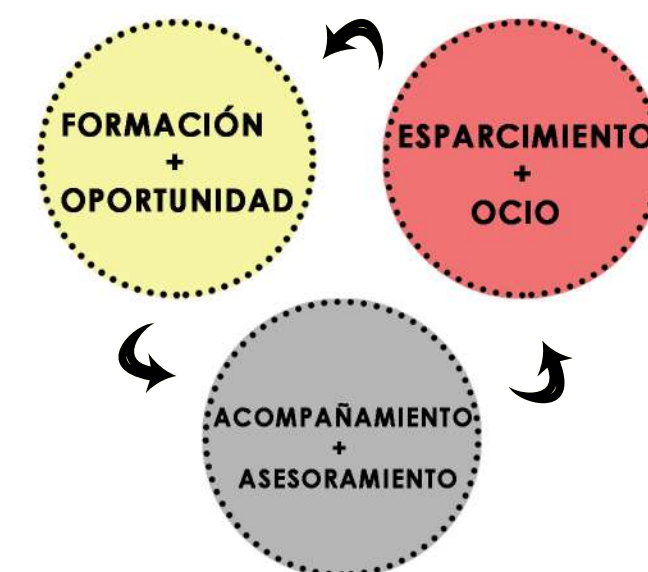 FORMACIÓN
+
OPORTUNIDAD
ESPARCIMIENTO
+
OCIO
ACOMPAÑAMIENTO
+
ASESORAMIENTO